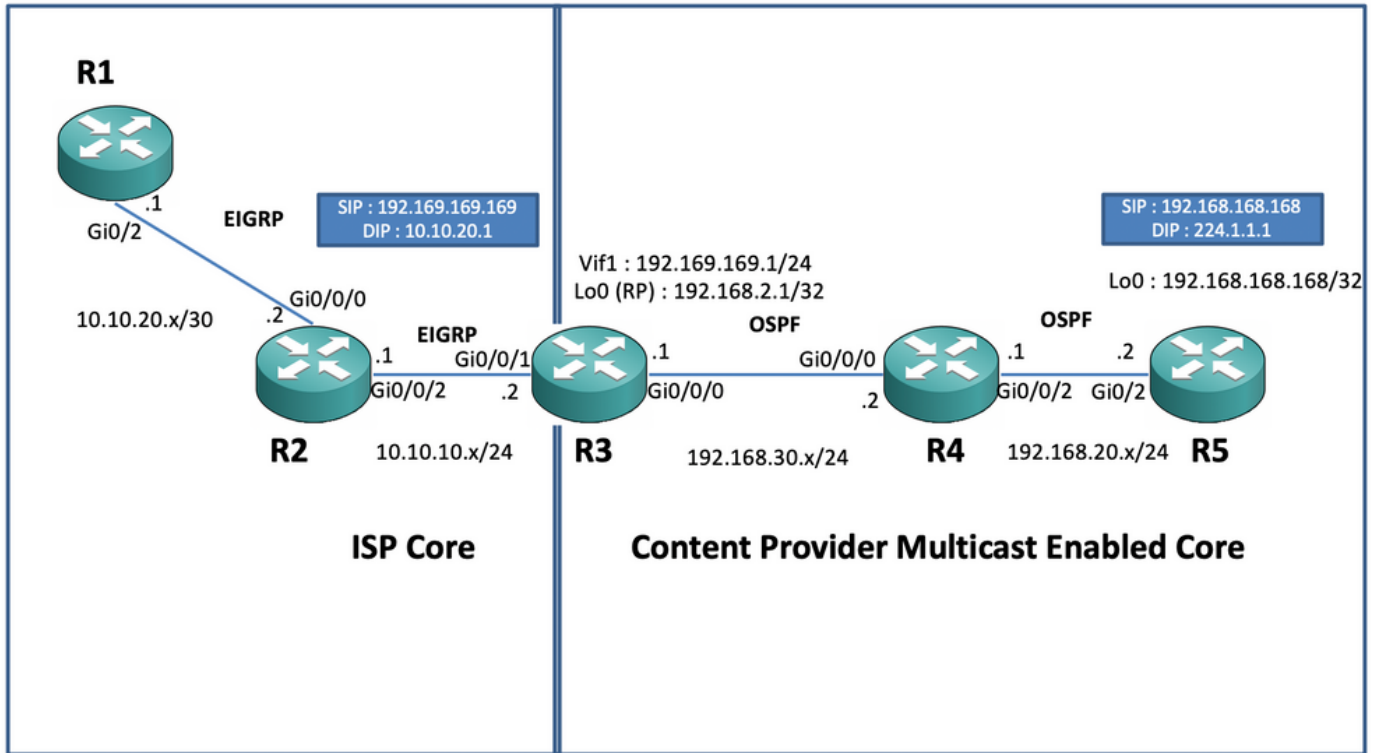 R1
.1
Gi0/2
EIGRP
SIP : 192.169.169.169
DIP : 10.10.20.1
SIP : 192.168.168.168
DIP : 224.1.1.1
Vif1 : 192.169.169.1/24
Lo0 (RP) : 192.168.2.1/32
Lo0 : 192.168.168.168/32
10.10.20.x/30
.2
Gi0/0/0
EIGRP
OSPF
OSPF
.1
Gi0/0/2
Gi0/0/1
.2
.1
Gi0/0/0
Gi0/0/0
.2
.1
Gi0/0/2
.2
Gi0/2
R2
10.10.10.x/24
R3
192.168.30.x/24
R4
192.168.20.x/24
R5
ISP Core
Content Provider Multicast Enabled Core